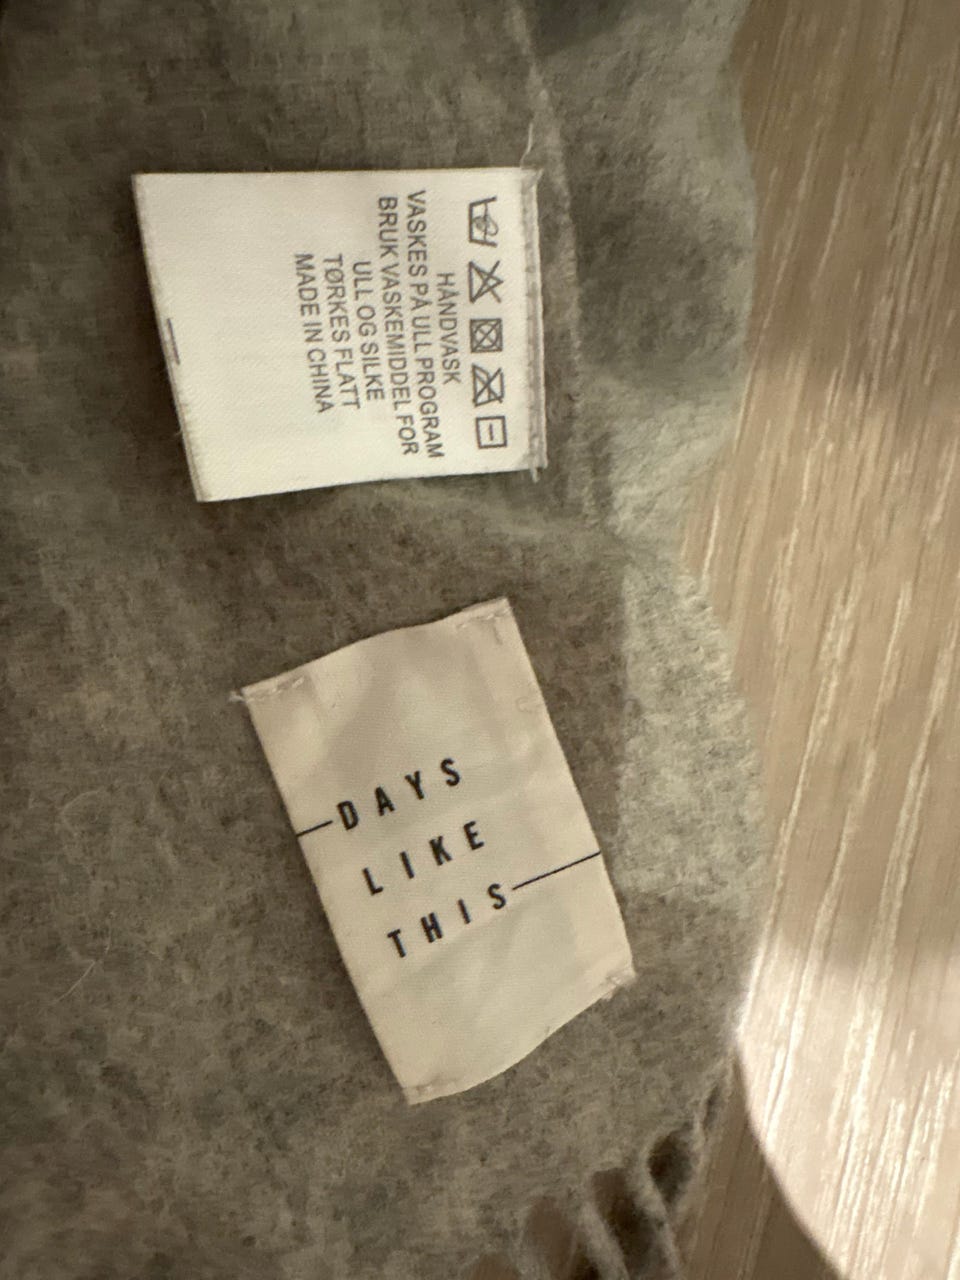 HÅNDVASK
VASKES PÅ ULL PROGRAM
BRUK VASKEMIDDEL FOR
ULL OG SILKE
TØRKES FLATT
MADE IN CHINA
DAYS
LIKE
THIS